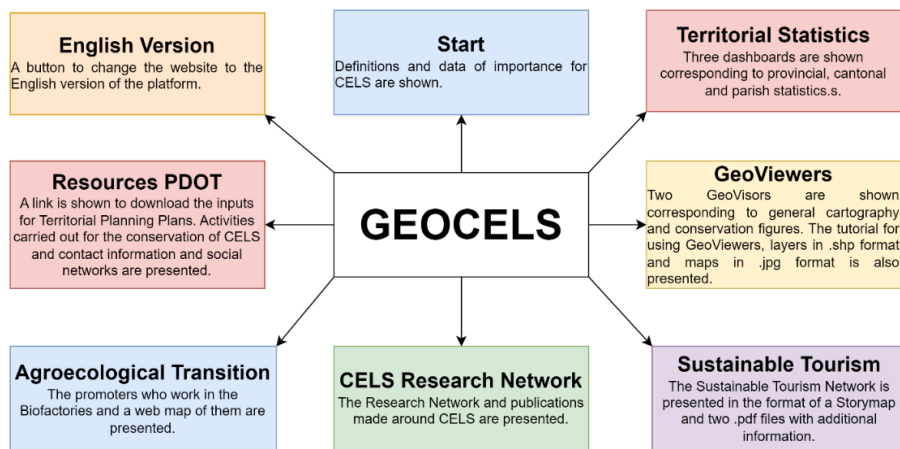 English Version
A button to change the website to the
English version of the platform.
Start
Definitions and data of importance for
CELS are shown.
Territorial Statistics
Three dashboards are shown
corresponding to provincial, cantonal
and parish statistics.s.
Resources PDOT
A link is shown to download the inputs
for Territorial Planning Plans. Activities
carried out for the conservation of CELS
and contact information and social
networks are presented.
GEOCELS
GeoViewers
Two GeoVisors are shown
corresponding to general cartography
and conservation figures. The tutorial for
using GeoViewers, layers in .shp format
and maps in .jpg format is also
presented.
Agroecological Transition
The promoters who work in the
Biofactories and a web map of them are
presented.
CELS Research Network
The Research Network and publications
made around CELS are presented.
Sustainable Tourism
The Sustainable Tourism Network is
presented in the format of a Storymap
and two .pdf files with additional
information.